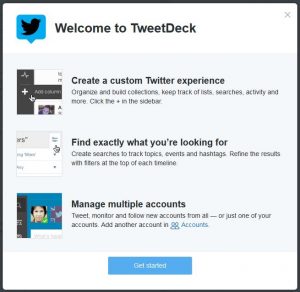 Welcome to TweetDeck
Add column
Create a custom Twitter experience
Organize and build collections, keep track of lists, searches, activity and
more. Click the + in the sidebar.
Find exactly what you're looking for
Create searches to track topics, events and hashtags. Refine the results
with filters at the top of each timeline.
Manage multiple accounts
Tweet, monitor and follow new accounts from all — or just one of your
accounts. Add another account in Accounts.
Get started